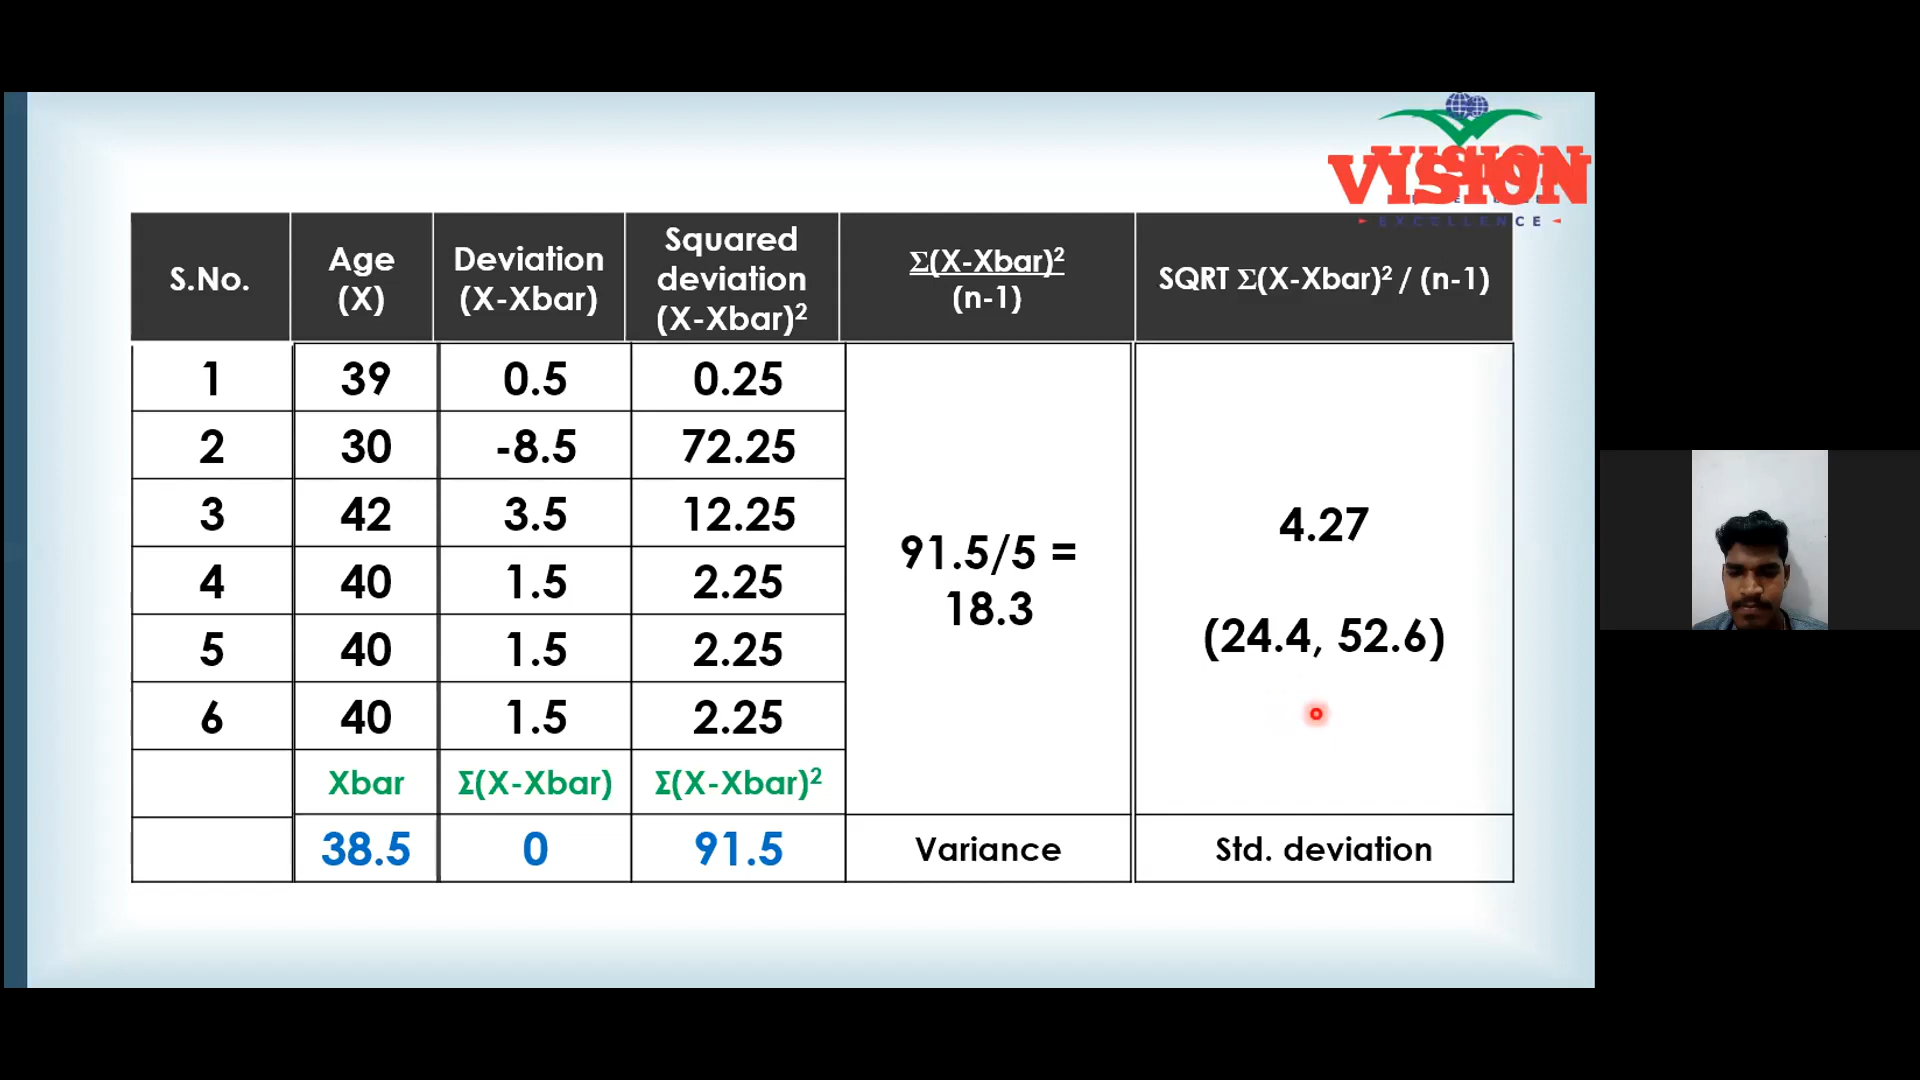 VISION
EXCELLENCE
S.No.
Age
(X)
Deviation
(X-Xbar)
Squared
deviation
(X-Xbar)²
Σ(X-Xbar)²
(n-1)
SQRT Σ(X-Xbar)² / (n-1)
1 39 0.5 0.25
2 30 -8.5 72.25
3 42 3.5 12.25
4 40 1.5 2.25
5 40 1.5 2.25
6 40 1.5 2.25
91.5/5 =
18.3
4.27
(24.4, 52.6)
Xbar Σ(X-Xbar) Σ(X-Xbar)²
38.5 0 91.5 Variance Std. deviation